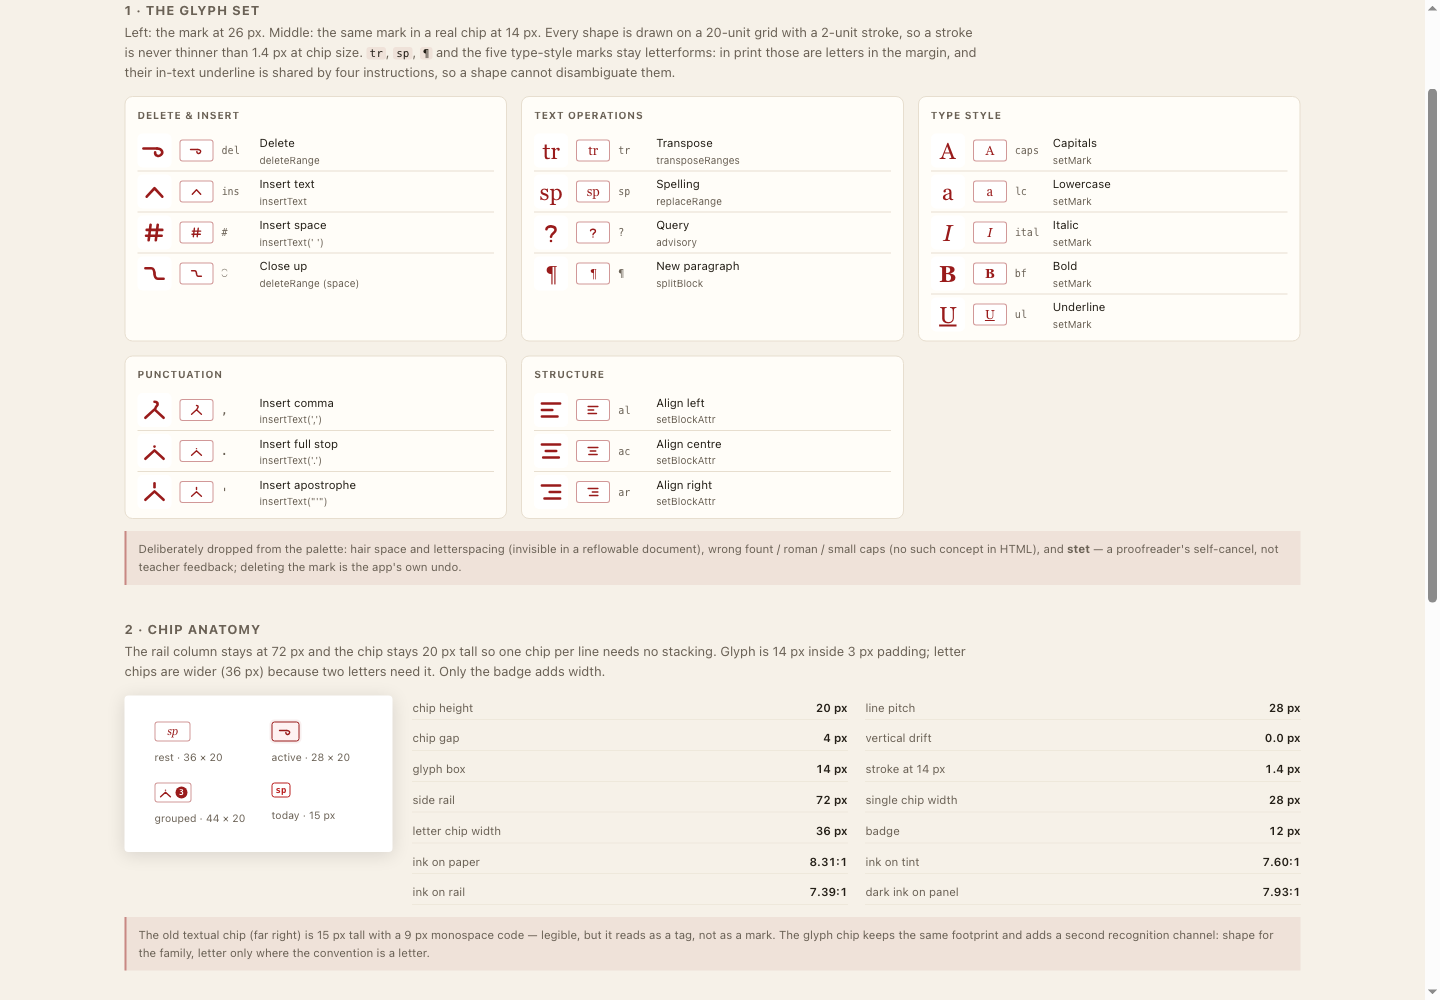 1 · THE GLYPH SET
Left: the mark at 26 px. Middle: the same mark in a real chip at 14 px. Every shape is drawn on a 20-unit grid with a 2-unit stroke, so a stroke
is never thinner than 1.4 px at chip size. tr, sp, ¶ and the five type-style marks stay letterforms: in print those are letters in the margin, and
their in-text underline is shared by four instructions, so a shape cannot disambiguate them.
DELETE & INSERT
del Delete
deleteRange
ins Insert text
insertText
# # # Insert space
insertText(' ')
Close up
deleteRange (space)
TEXT OPERATIONS
tr tr tr Transpose
transposeRanges
sp sp sp Spelling
replaceRange
? ? ? Query
advisory
¶ ¶ ¶ New paragraph
splitBlock
TYPE STYLE
A A caps Capitals
setMark
a a lc Lowercase
setMark
I I ital Italic
setMark
B B bf Bold
setMark
U U ul Underline
setMark
PUNCTUATION
, Insert comma
insertText(',')
. Insert full stop
insertText('.')
' Insert apostrophe
insertText("'")
STRUCTURE
al Align left
setBlockAttr
ac Align centre
setBlockAttr
ar Align right
setBlockAttr
Deliberately dropped from the palette: hair space and letterspacing (invisible in a reflowable document), wrong fount / roman / small caps (no such concept in HTML), and stet — a proofreader's self-cancel, not
teacher feedback; deleting the mark is the app's own undo.
2 · CHIP ANATOMY
The rail column stays at 72 px and the chip stays 20 px tall so one chip per line needs no stacking. Glyph is 14 px inside 3 px padding; letter
chips are wider (36 px) because two letters need it. Only the badge adds width.
sp
rest · 36 × 20
active · 28 × 20
3
grouped · 44 × 20
sp
today · 15 px
chip height 20 px
line pitch 28 px
chip gap 4 px
vertical drift 0.0 px
glyph box 14 px
stroke at 14 px 1.4 px
side rail 72 px
single chip width 28 px
letter chip width 36 px
badge 12 px
ink on paper 8.31:1
ink on tint 7.60:1
ink on rail 7.39:1
dark ink on panel 7.93:1
The old textual chip (far right) is 15 px tall with a 9 px monospace code — legible, but it reads as a tag, not as a mark. The glyph chip keeps the same footprint and adds a second recognition channel: shape for
the family, letter only where the convention is a letter.